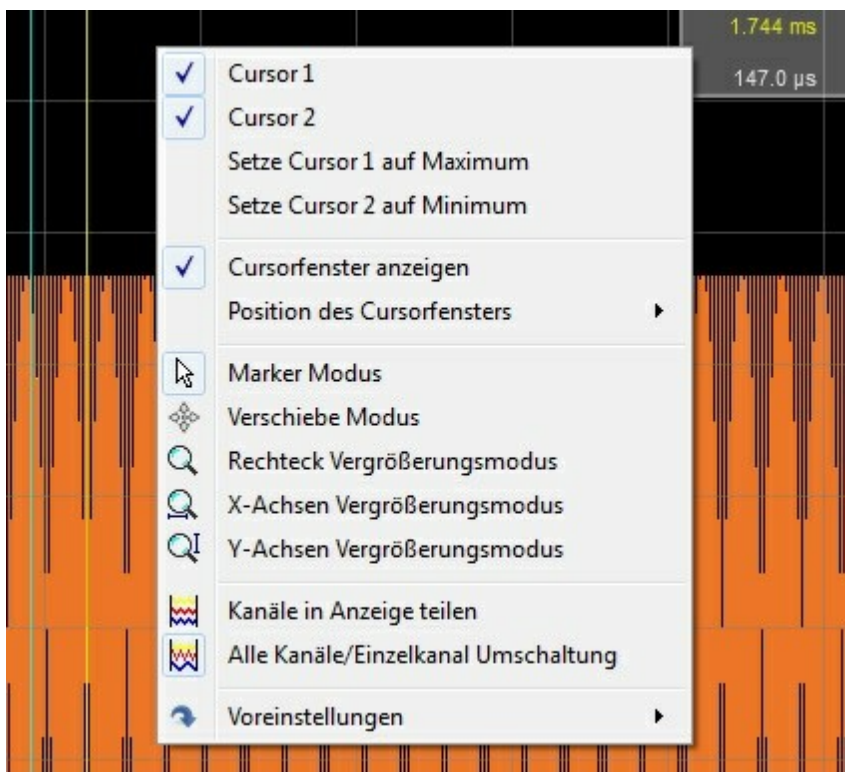 1.744 ms
147.0 µs
Cursor 1
Cursor 2
Setze Cursor 1 auf Maximum
Setze Cursor 2 auf Minimum
Cursorfenster anzeigen
Position des Cursorfensters
Marker Modus
Verschiebe Modus
Rechteck Vergrößerungsmodus
X-Achsen Vergrößerungsmodus
Y-Achsen Vergrößerungsmodus
Kanäle in Anzeige teilen
Alle Kanäle/Einzelkanal Umschaltung
Voreinstellungen